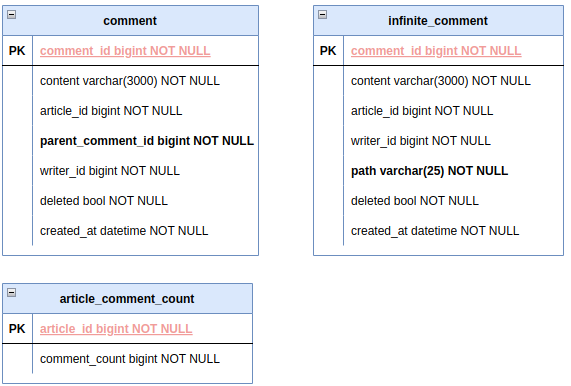 comment
PK comment_id bigint NOT NULL
content varchar(3000) NOT NULL
article_id bigint NOT NULL
parent_comment_id bigint NOT NULL
writer_id bigint NOT NULL
deleted bool NOT NULL
created_at datetime NOT NULL
infinite_comment
PK comment_id bigint NOT NULL
content varchar(3000) NOT NULL
article_id bigint NOT NULL
writer_id bigint NOT NULL
path varchar(25) NOT NULL
deleted bool NOT NULL
created_at datetime NOT NULL
article_comment_count
PK article_id bigint NOT NULL
comment_count bigint NOT NULL